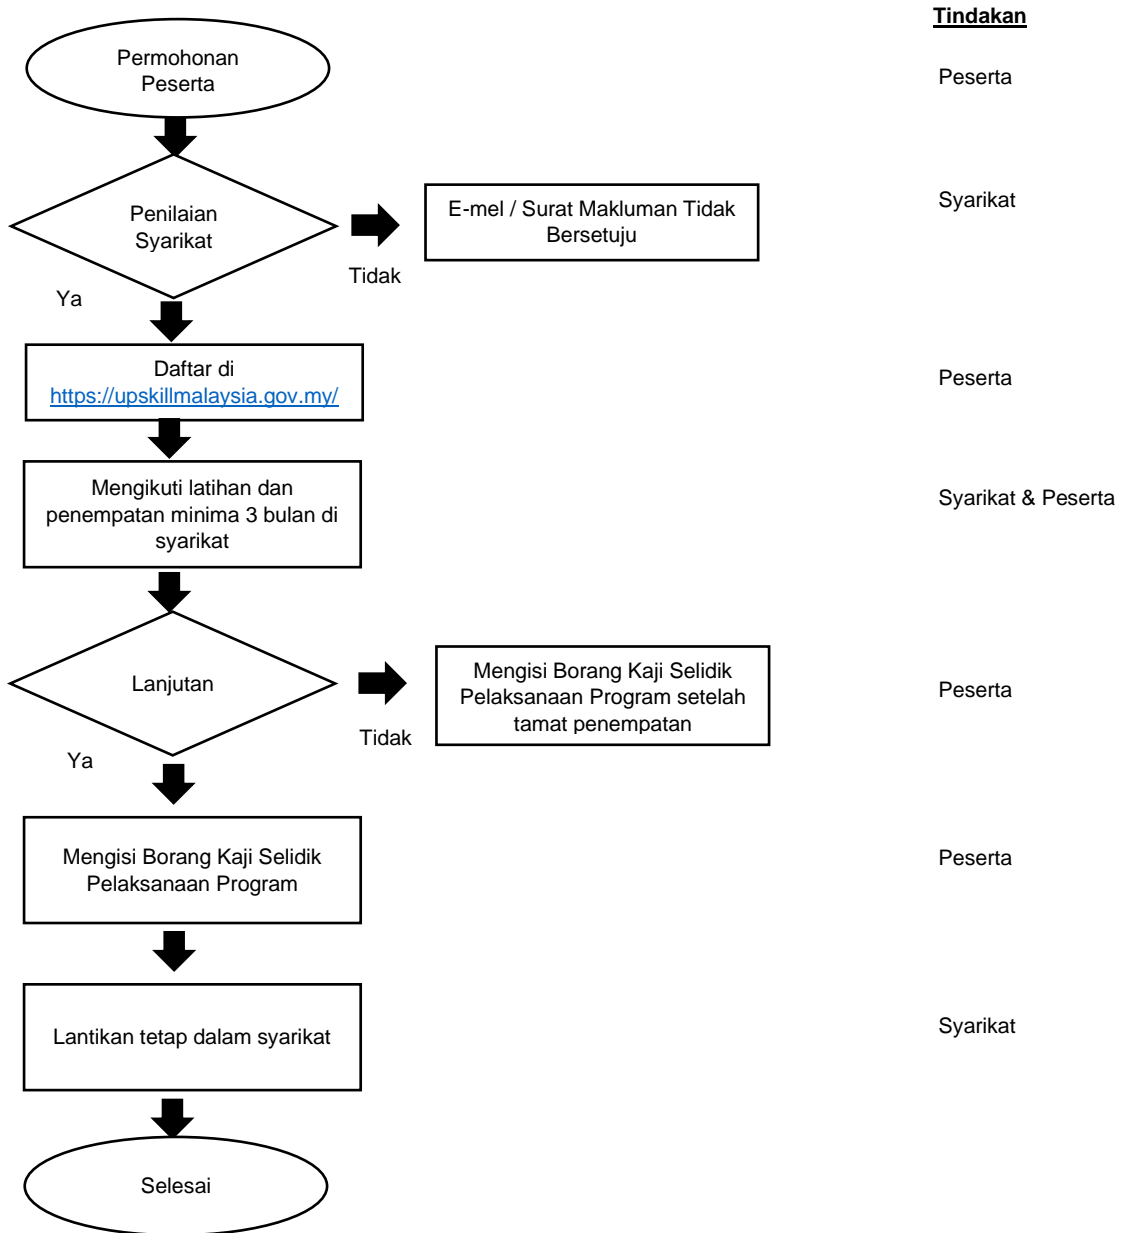 Tindakan
Permohonan
Peserta
Peserta
Penilaian
Syarikat
E-mel / Surat Makluman Tidak
Bersetuju
Syarikat
Tidak
Ya
Daftar di
https://upskillmalaysia.gov.my/
Peserta
Mengikuti latihan dan
penempatan minima 3 bulan di
syarikat
Syarikat & Peserta
Lanjutan
Mengisi Borang Kaji Selidik
Pelaksanaan Program setelah
tamat penempatan
Peserta
Tidak
Ya
Mengisi Borang Kaji Selidik
Pelaksanaan Program
Peserta
Lantikan tetap dalam syarikat
Syarikat
Selesai